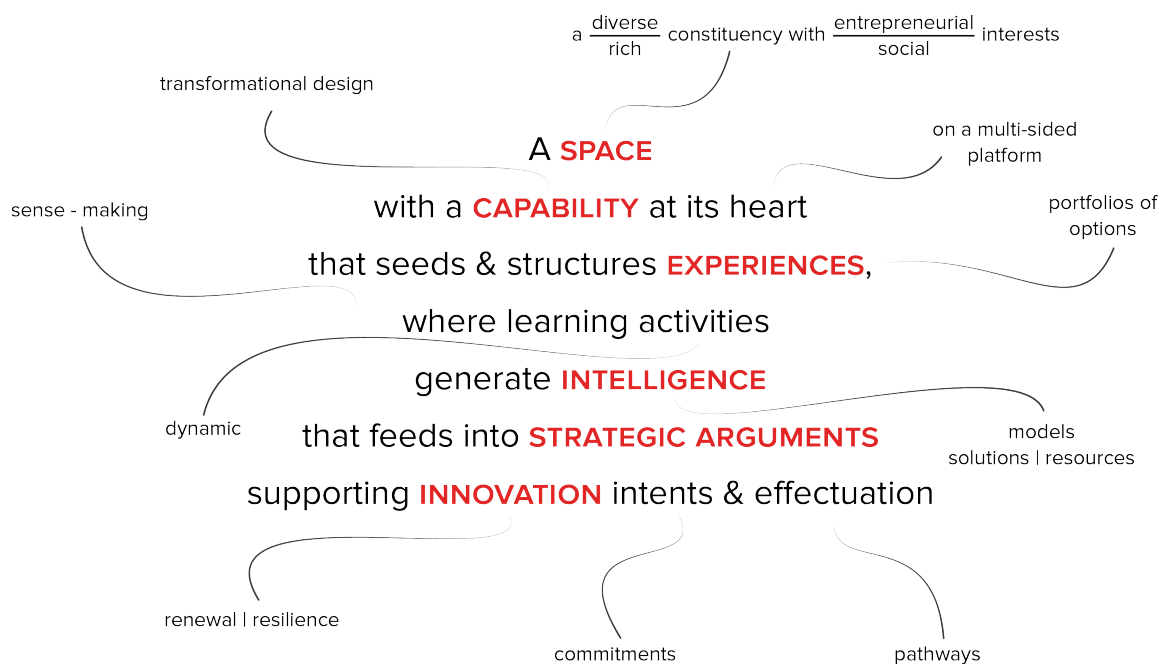 a diverse constituency with entrepreneurial interests
rich social
transformational design
on a multi-sided
platform
A SPACE
sense - making
with a CAPABILITY at its heart
portfolios of
options
that seeds & structures EXPERIENCES,
where learning activities
generate INTELLIGENCE
dynamic
that feeds into STRATEGIC ARGUMENTS
models
solutions | resources
supporting INNOVATION intents & effectuation
renewal | resilience
commitments
pathways